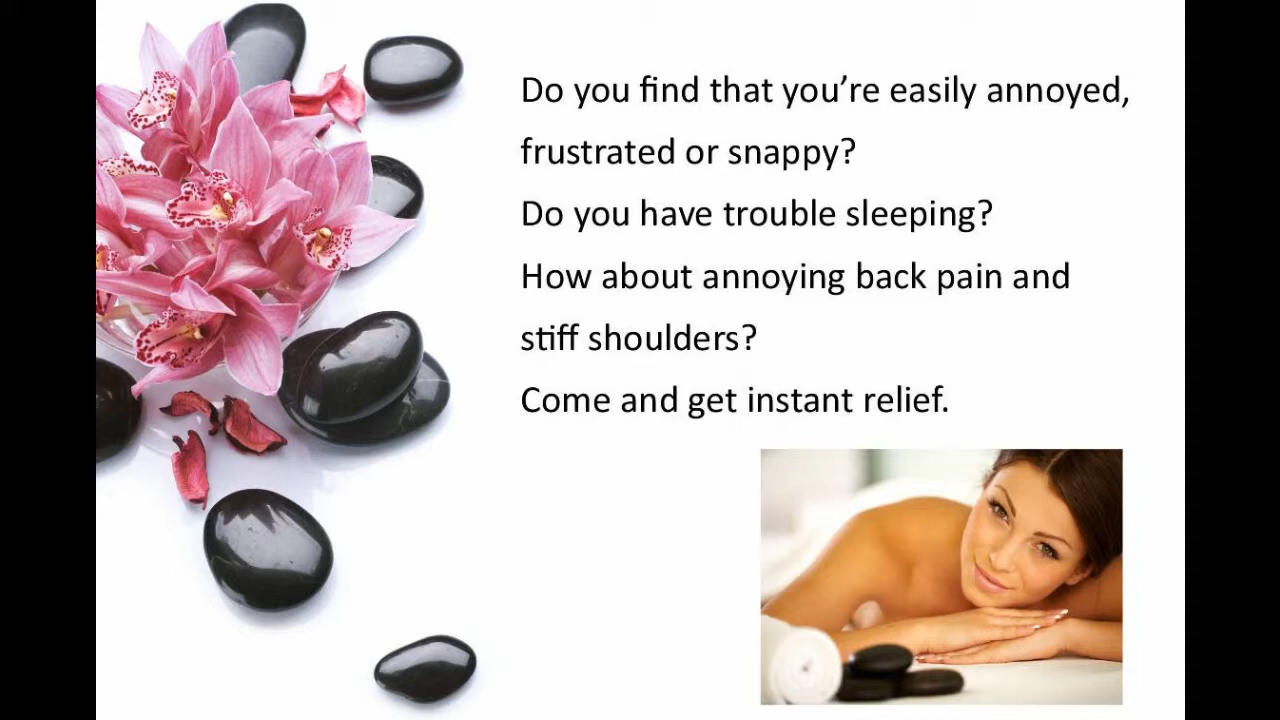 Do you find that you’re easily annoyed,
frustrated or snappy?
Do you have trouble sleeping?
How about annoying back pain and
stiff shoulders?
Come and get instant relief.